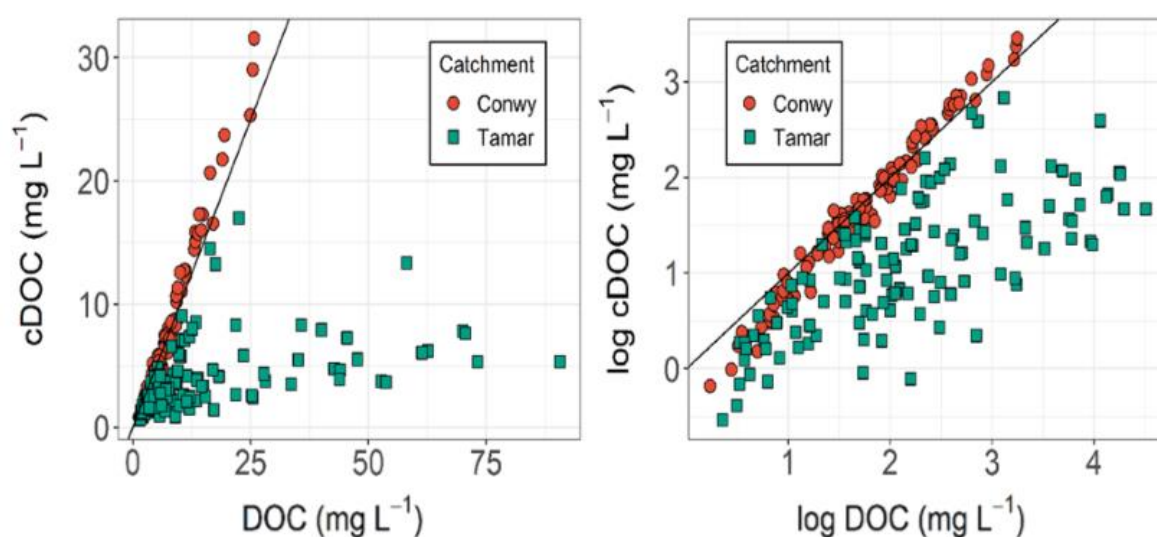 cDOC (mg L⁻¹)
30
20
10
0
Catchment
Conwy
Tamar
0 25 50 75
DOC (mg L⁻¹)
log cDOC (mg L⁻¹)
3
2
1
0
Catchment
Conwy
Tamar
1 2 3 4
log DOC (mg L⁻¹)